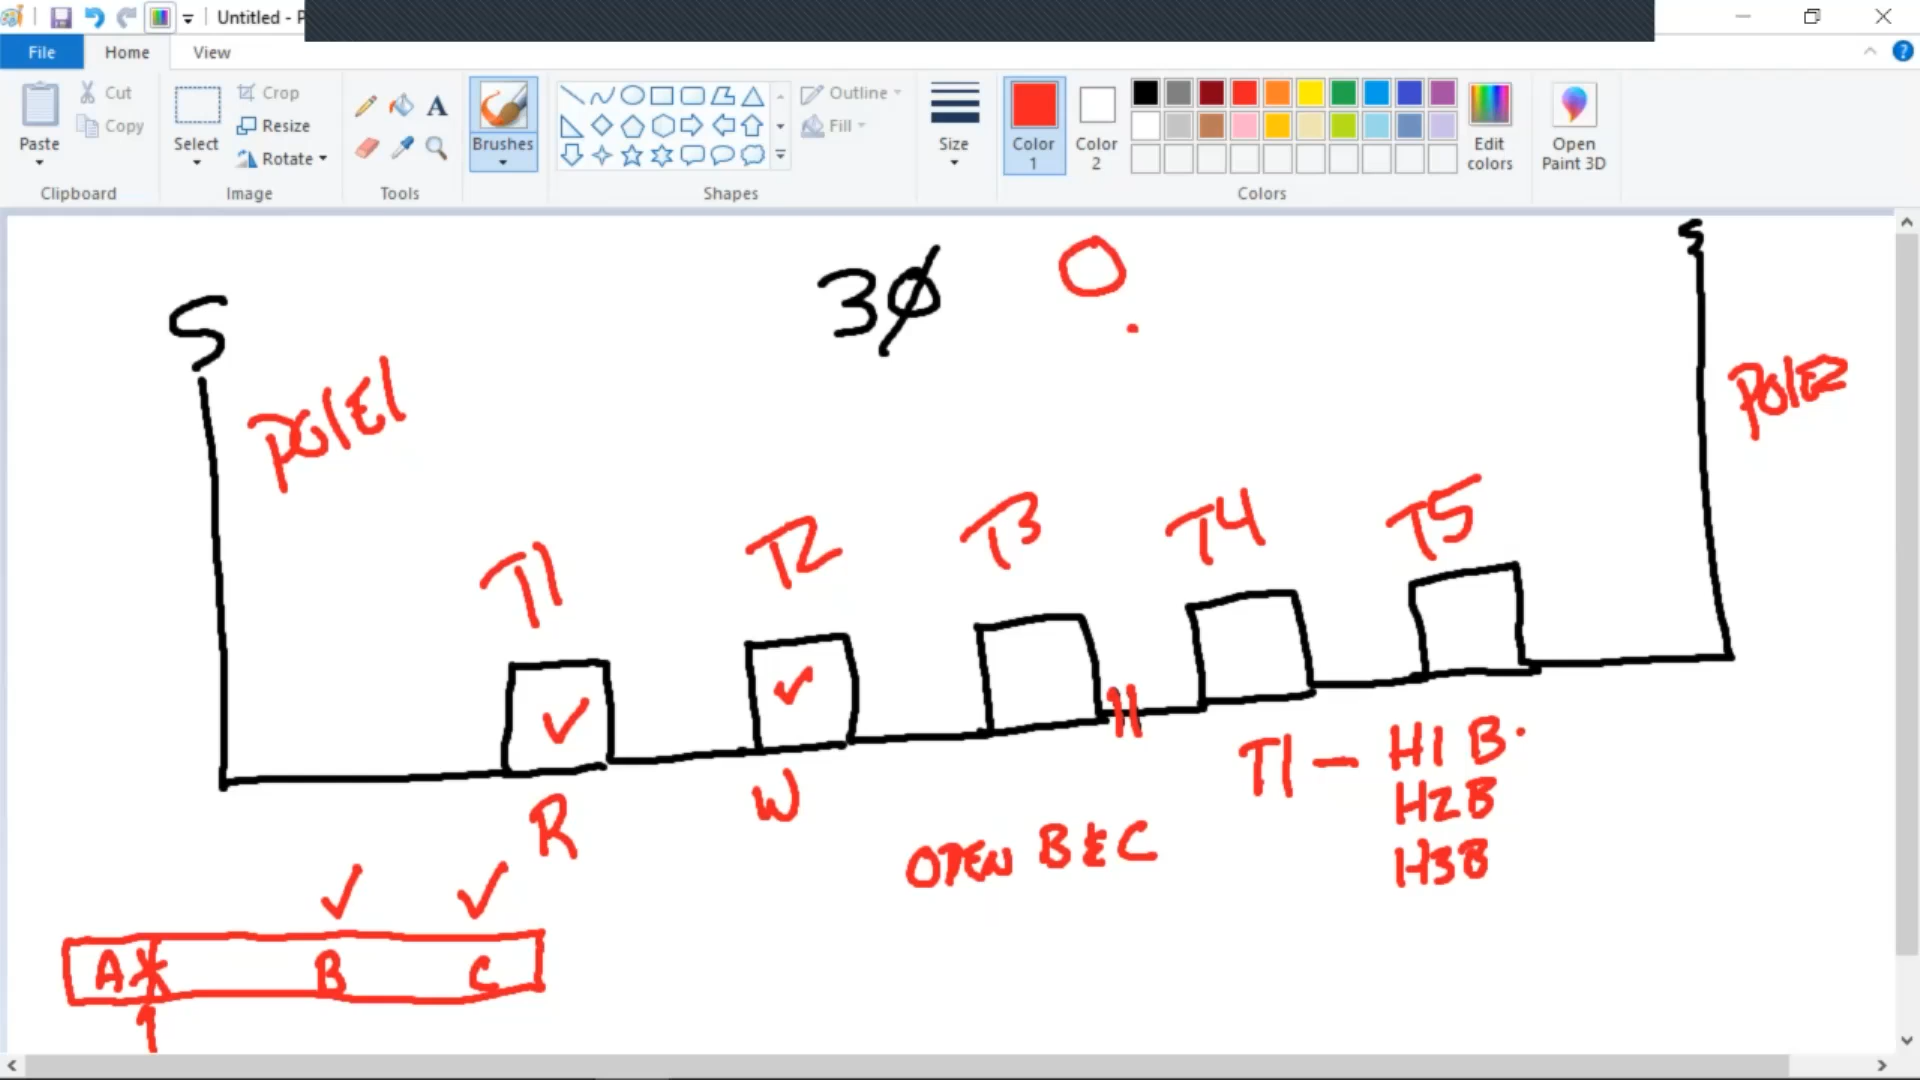 Untitled - P
File Home View
Cut
Copy
Paste
Clipboard
Crop
Resize
Rotate
Select
Image
A
Tools
Brushes
Outline
Fill
Shapes
Size
Color 1
Color 2
Edit colors
Colors
Open Paint 3D
?
S
3Ø
S
POLE1
POLE2
T1
T2
T3
T4
T5
R
W
OPEN B & C
T1 - H1 B
H2 B
H3B
A
B
C